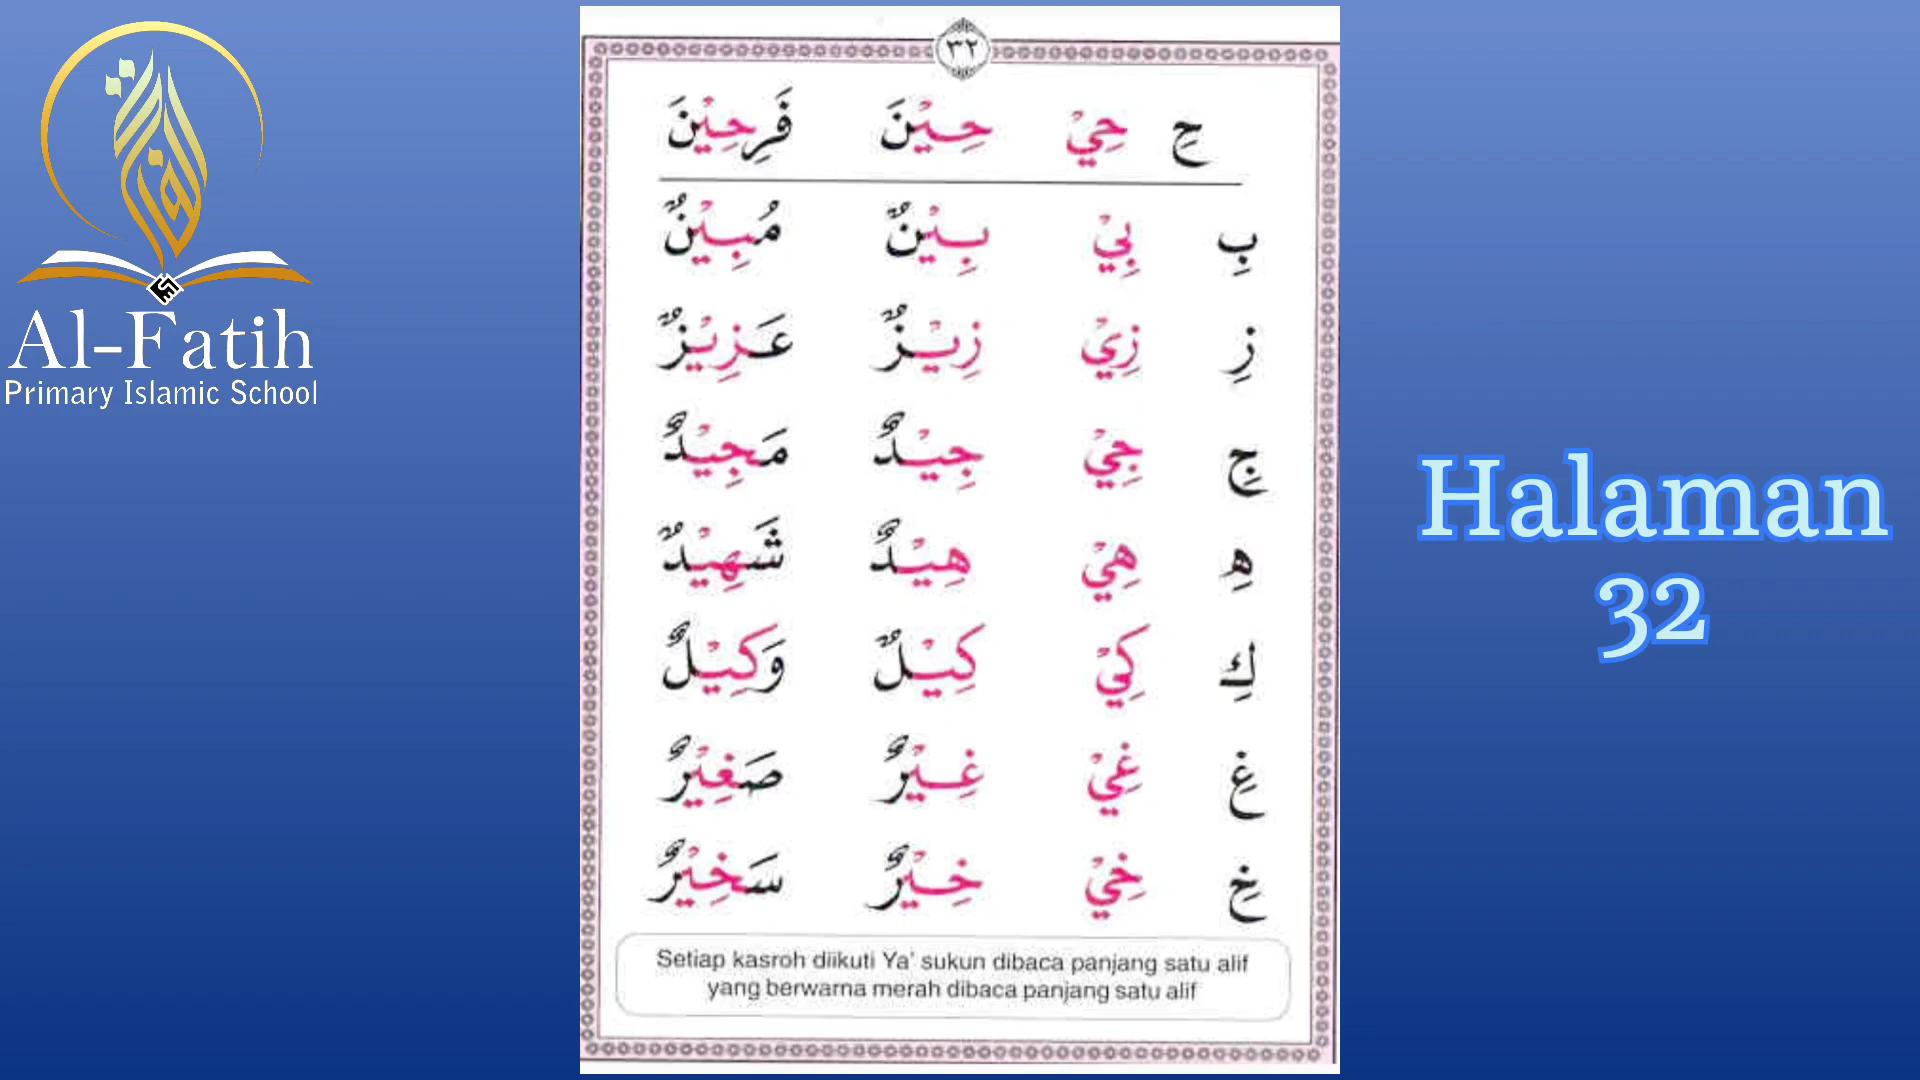 Al-Fatih
Primary Islamic School
٣٢
حِ حِيْ حِيْنَ فَرِحِيْنَ
بِ بِيْ بِيْنٌ مُبِيْنٌ
زِ زِيْ زِيْزٌ عَزِيْزٌ
جِ جِيْ جِيْدٌ مَجِيْدٌ
هِ هِيْ هِيْدٌ شَهِيْدٌ
كِ كِيْ كِيْلٌ وَكِيْلٌ
غِ غِيْ غِيْرٌ صَغِيْرٌ
خِ خِيْ خِيْرٌ سَخِيْرٌ
Setiap kasroh diikuti Ya' sukun dibaca panjang satu alif
yang berwarna merah dibaca panjang satu alif
Halaman
32